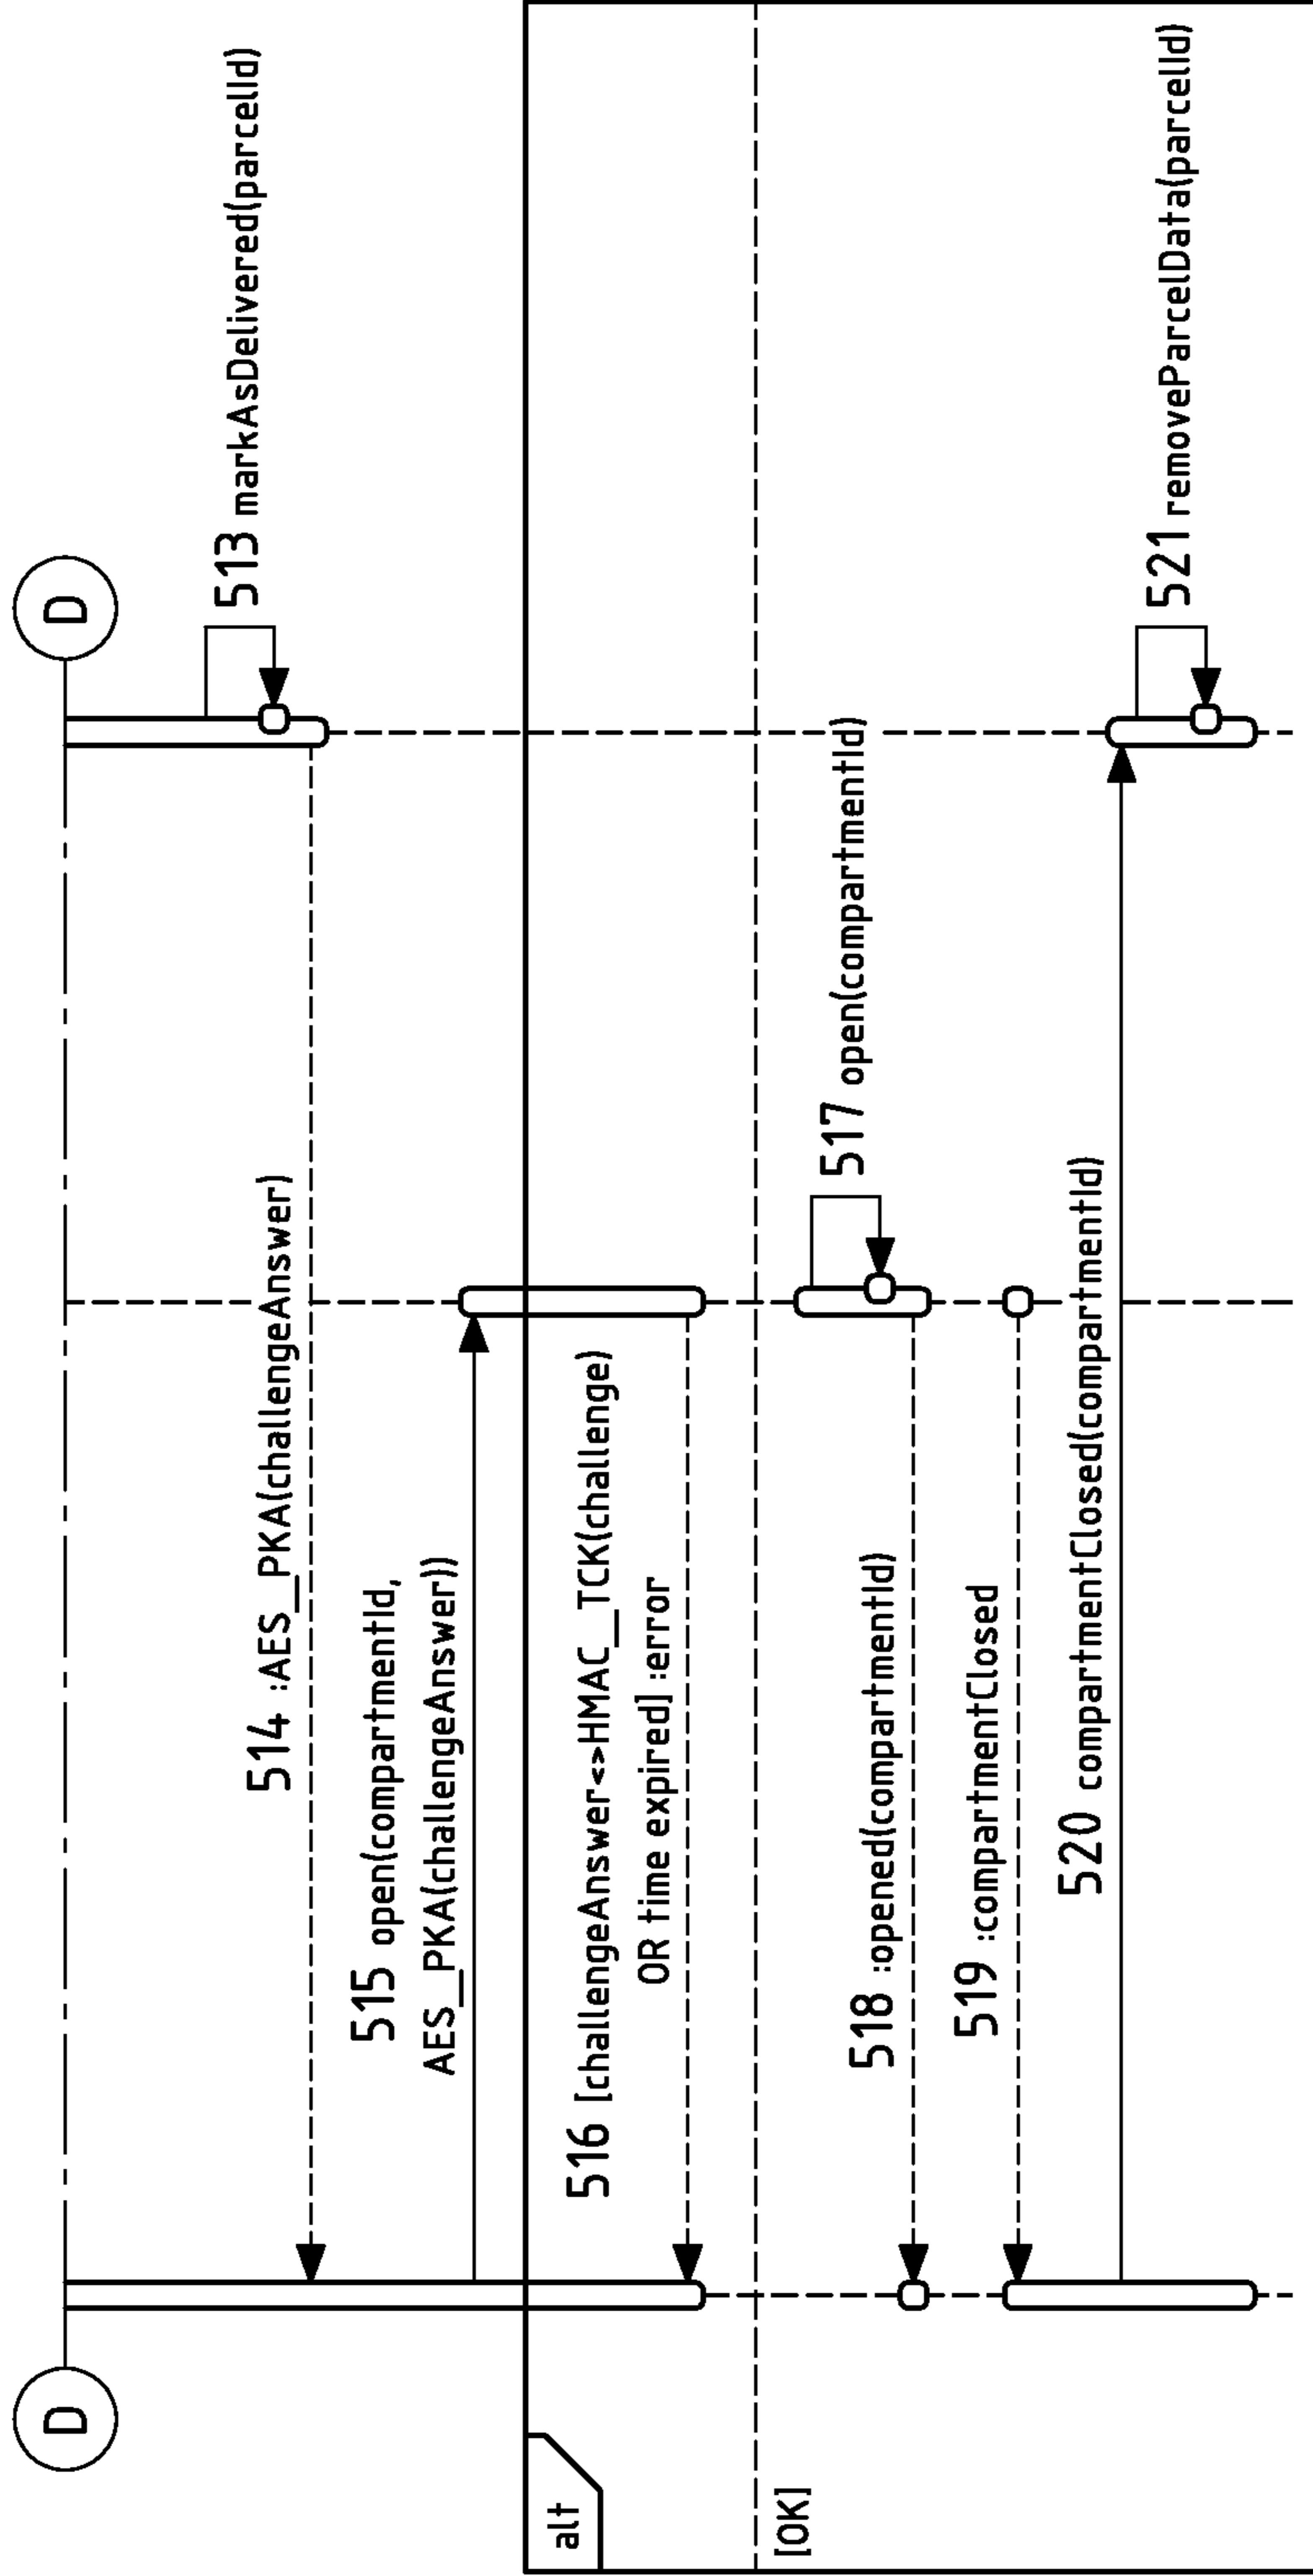 D
D
513 markAsDelivered(parcelId)
514 :AES_PKA(challengeAnswer)
515 open(compartmentId,
AES_PKA(challengeAnswer))
alt
516 [challengeAnswer<>HMAC_TCK(challenge)
OR time expired] :error
[OK]
517 open(compartmentId)
518 :opened(compartmentId)
519 :compartmentClosed
520 compartmentClosed(compartmentId)
521 removeParcelData(parcelId)